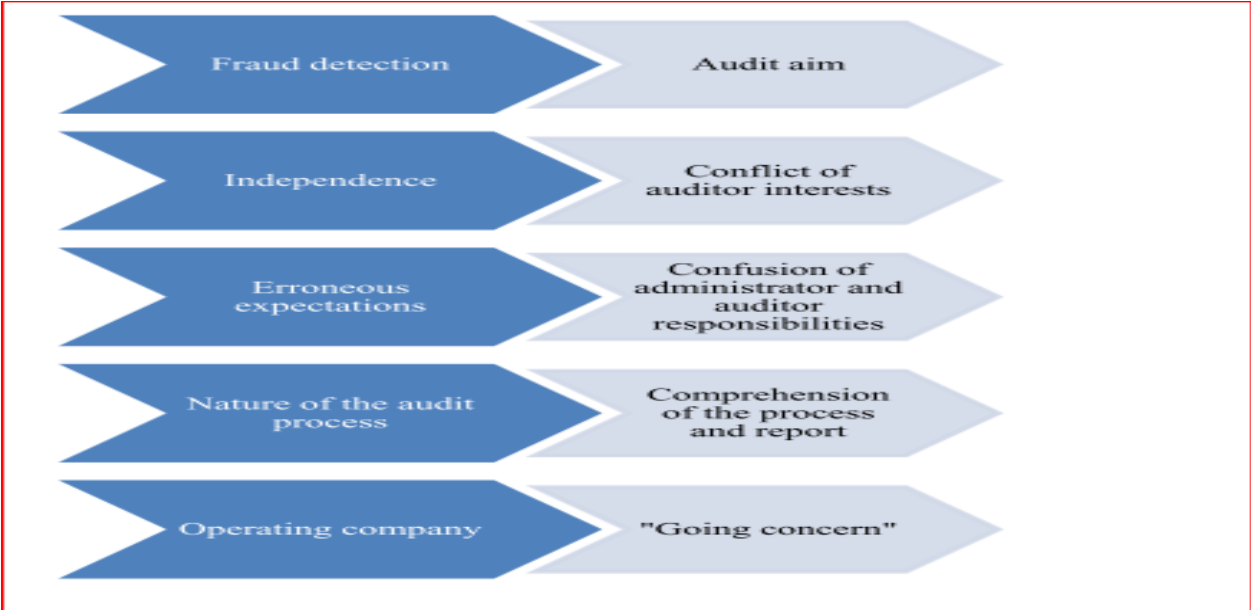 Fraud detection
Audit aim
Independence
Conflict of
auditor interests
Erroneous
expectations
Confusion of
administrator and
auditor
responsibilities
Nature of the audit
process
Comprehension
of the process
and report
Operating company
"Going concern"